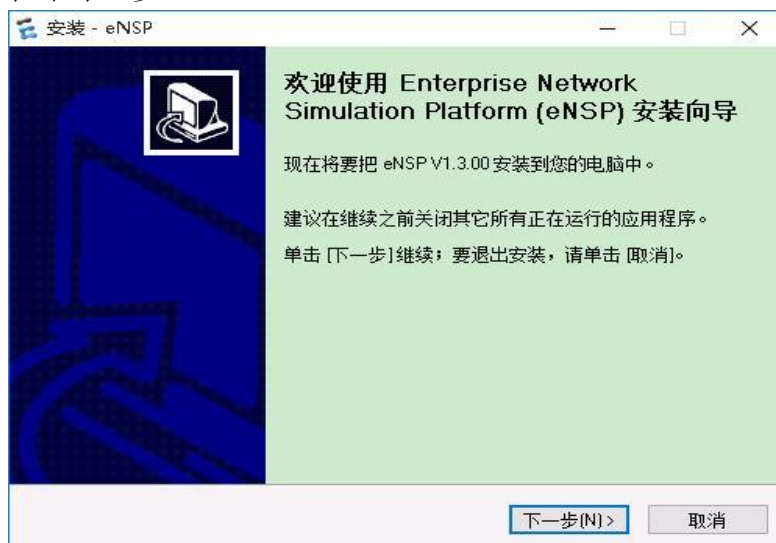 安装 - eNSP
欢迎使用 Enterprise Network
Simulation Platform (eNSP) 安装向导
现在将要把 eNSP V1.3.00 安装到您的电脑中。
建议在继续之前关闭其它所有正在运行的应用程序。
单击 [下一步]继续；要退出安装，请单击 [取消]。
下一步(N) >
取消